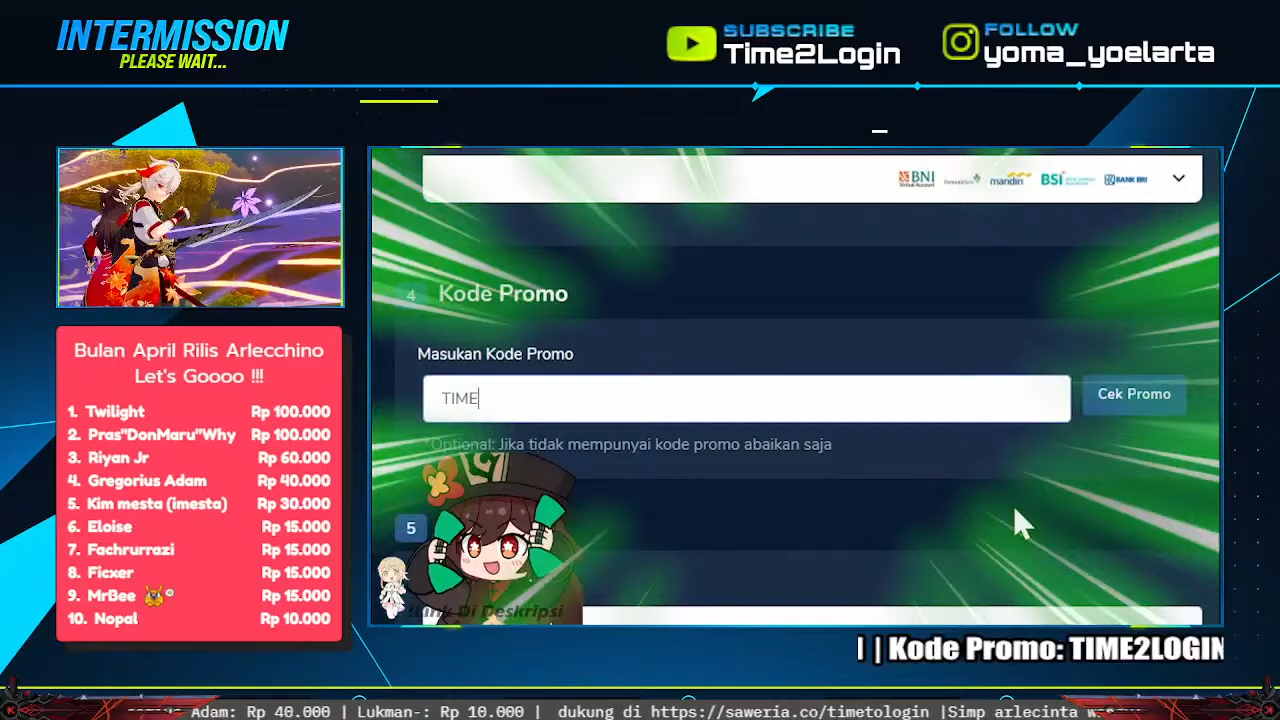 INTERMISSION
PLEASE WAIT...
SUBSCRIBE
Time2Login
FOLLOW
yoma_yoelarta
BNI
mandiri
BSI
BANK BRI
4 Kode Promo
Masukan Kode Promo
TIME
Cek Promo
*Optional: Jika tidak mempunyai kode promo abaikan saja
5
Link Di Deskripsi
Bulan April Rilis Arlecchino
Let's Goooo !!!
1. Twilight Rp 100.000
2. Pras"DonMaru"Why Rp 100.000
3. Riyan Jr Rp 60.000
4. Gregorius Adam Rp 40.000
5. Kim mesta (imesta) Rp 30.000
6. Eloise Rp 15.000
7. Fachrurrazi Rp 15.000
8. Ficxer Rp 15.000
9. MrBee Rp 15.000
10. Nopal Rp 10.000
| Kode Promo: TIME2LOGIN
Adam: Rp 40.000 | Lukman-: Rp 10.000 | dukung di https://saweria.co/timetologin |Simp arlecinta